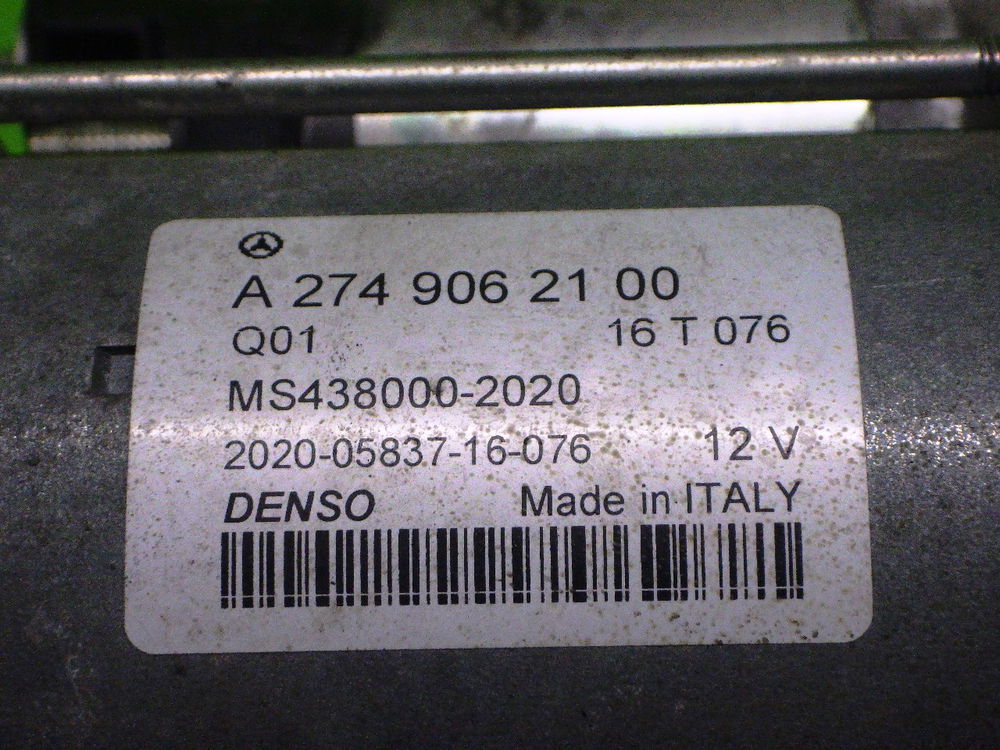 A 274 906 21 00
Q01 16 T 076
MS438000-2020
2020-05837-16-076 12 V
DENSO Made in ITALY